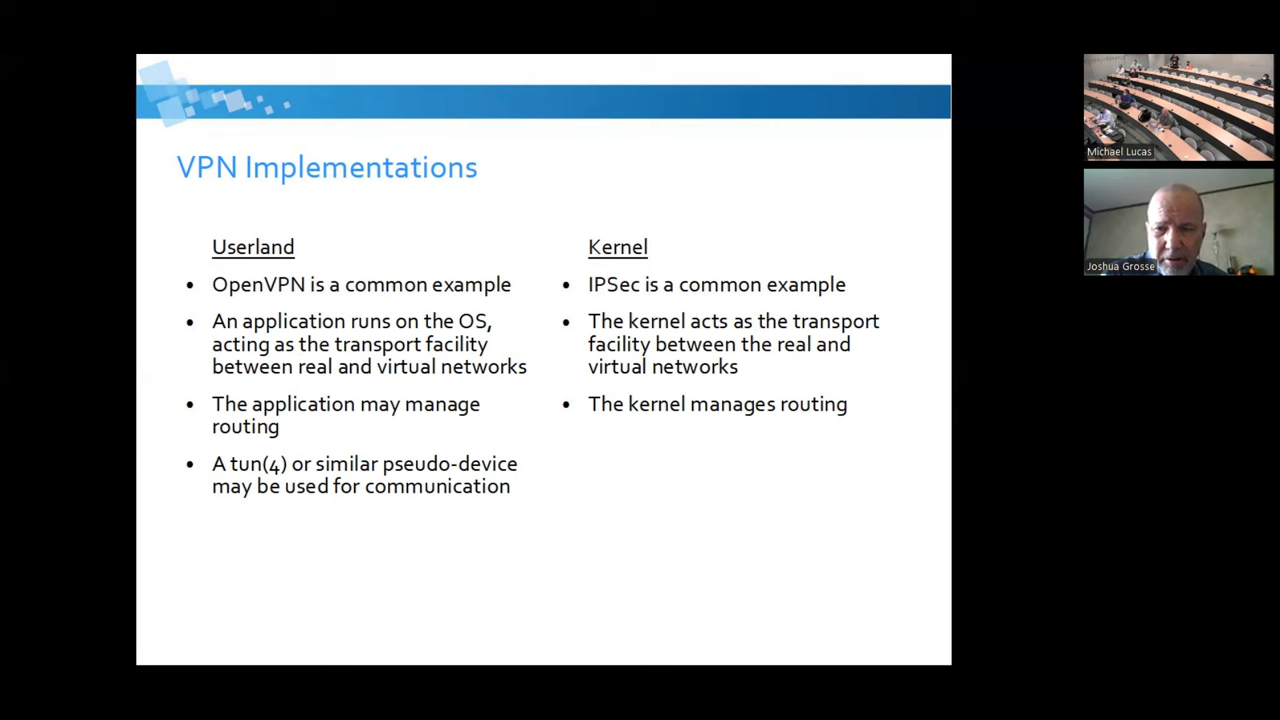 VPN Implementations
Userland
• OpenVPN is a common example
• An application runs on the OS,
acting as the transport facility
between real and virtual networks
• The application may manage
routing
• A tun(4) or similar pseudo-device
may be used for communication
Kernel
• IPSec is a common example
• The kernel acts as the transport
facility between the real and
virtual networks
• The kernel manages routing
Michael Lucas
Joshua Grosse